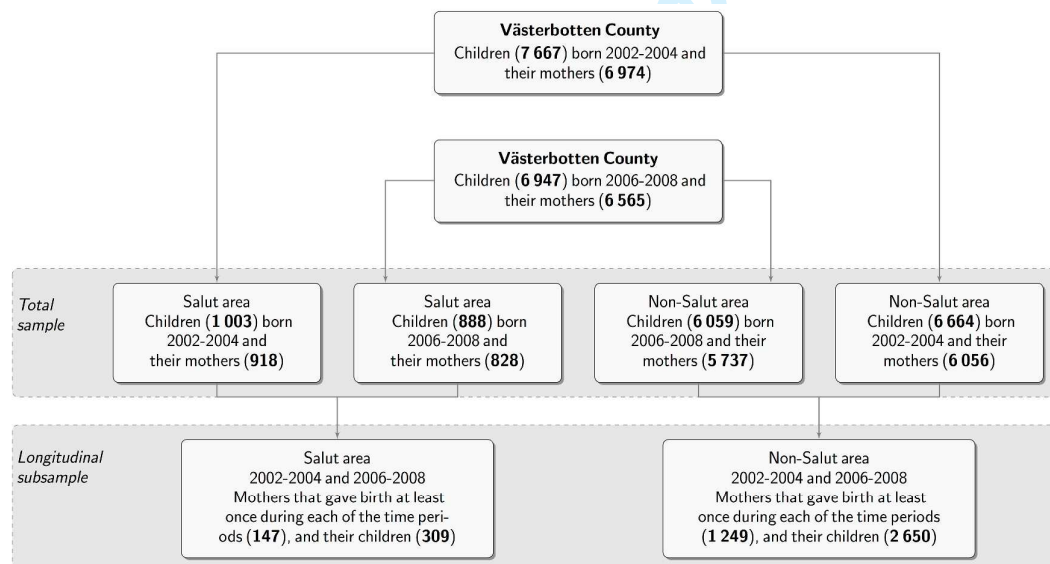 Västerbotten County
Children (7 667) born 2002-2004 and
their mothers (6 974)
Västerbotten County
Children (6 947) born 2006-2008 and
their mothers (6 565)
Total
sample
Salut area
Children (1 003) born
2002-2004 and
their mothers (918)
Salut area
Children (888) born
2006-2008 and
their mothers (828)
Non-Salut area
Children (6 059) born
2006-2008 and their
mothers (5 737)
Non-Salut area
Children (6 664) born
2002-2004 and their
mothers (6 056)
Longitudinal
subsample
Salut area
2002-2004 and 2006-2008
Mothers that gave birth at least
once during each of the time peri-
ods (147), and their children (309)
Non-Salut area
2002-2004 and 2006-2008
Mothers that gave birth at least
once during each of the time periods
(1 249), and their children (2 650)